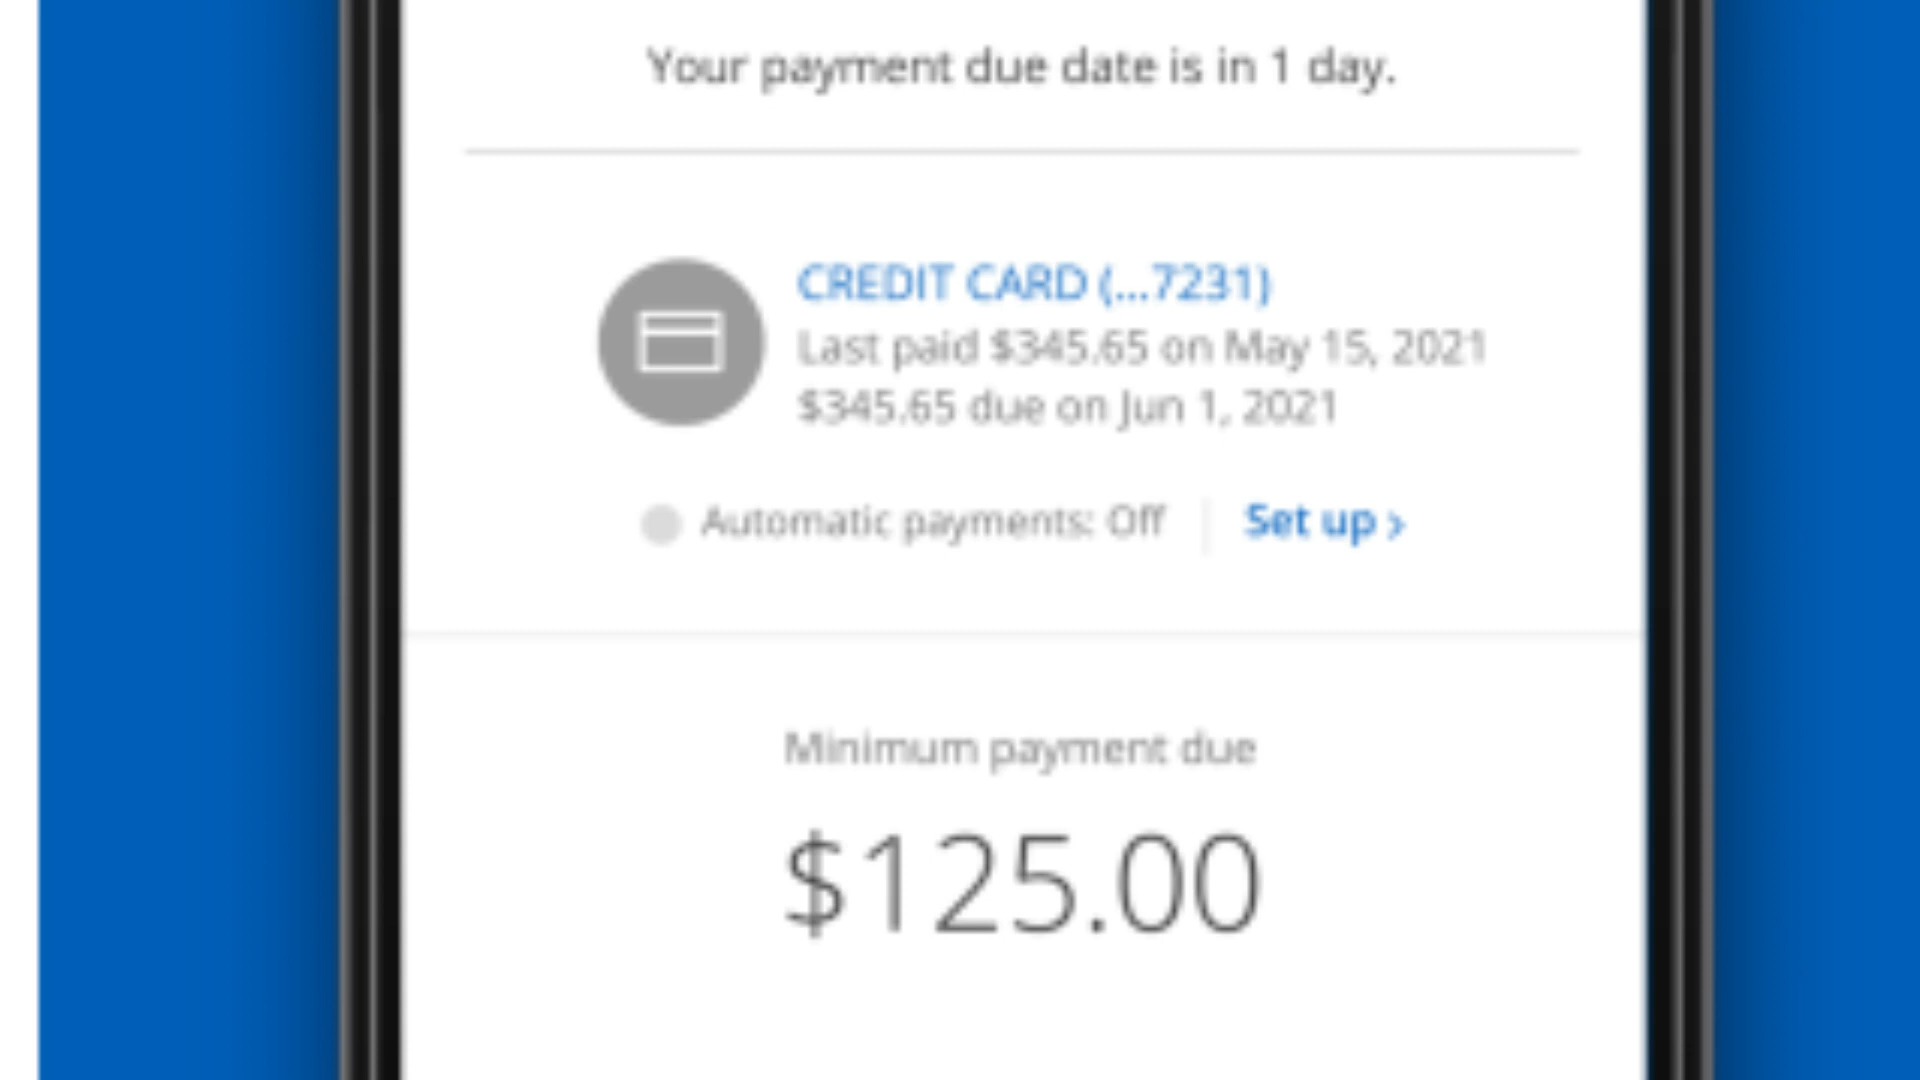 Your payment due date is in 1 day.
CREDIT CARD (...7231)
Last paid $345.65 on May 15, 2021
$345.65 due on Jun 1, 2021
Automatic payments: Off
Set up ›
Minimum payment due
$125.00